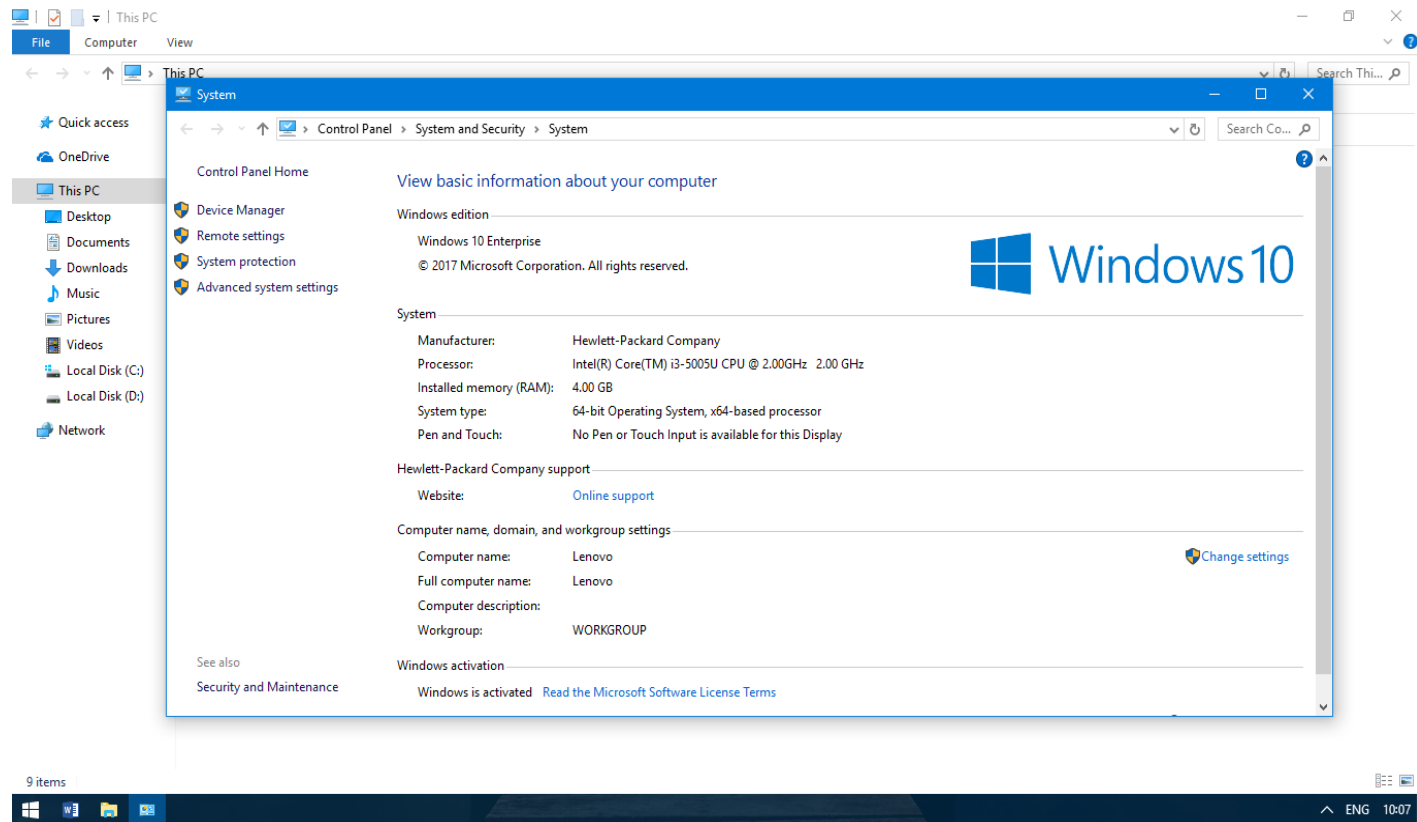 This PC
File Computer View
This PC
Search Thi...
System
Control Panel System and Security System
Search Co...
Quick access
OneDrive
This PC
Desktop
Documents
Downloads
Music
Pictures
Videos
Local Disk (C:)
Local Disk (D:)
Network
Control Panel Home
Device Manager
Remote settings
System protection
Advanced system settings
See also
Security and Maintenance
View basic information about your computer
Windows edition
Windows 10 Enterprise
© 2017 Microsoft Corporation. All rights reserved.
Windows 10
System
Manufacturer: Hewlett-Packard Company
Processor: Intel(R) Core(TM) i3-5005U CPU @ 2.00GHz 2.00 GHz
Installed memory (RAM): 4.00 GB
System type: 64-bit Operating System, x64-based processor
Pen and Touch: No Pen or Touch Input is available for this Display
Hewlett-Packard Company support
Website: Online support
Computer name, domain, and workgroup settings
Computer name: Lenovo
Change settings
Full computer name: Lenovo
Computer description:
Workgroup: WORKGROUP
Windows activation
Windows is activated Read the Microsoft Software License Terms
9 items
ENG 10:07